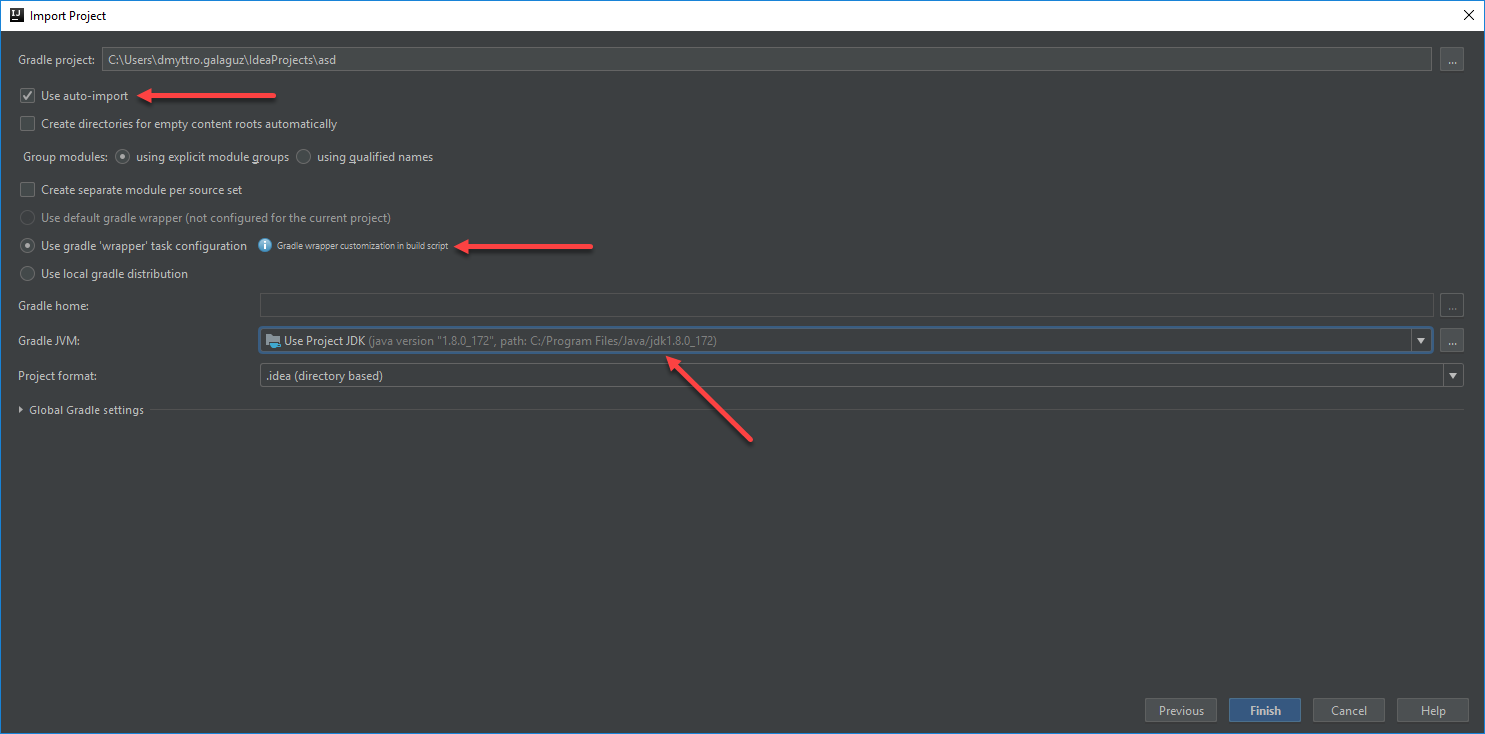 Import Project
Gradle project: C:\Users\dmyttro.galaguz\IdeaProjects\asd ...
Use auto-import
Create directories for empty content roots automatically
Group modules: using explicit module groups using qualified names
Create separate module per source set
Use default gradle wrapper (not configured for the current project)
Use gradle 'wrapper' task configuration Gradle wrapper customization in build script
Use local gradle distribution
Gradle home: ...
Gradle JVM: Use Project JDK (java version "1.8.0_172", path: C:/Program Files/Java/jdk1.8.0_172) ...
Project format: .idea (directory based)
Global Gradle settings
Previous Finish Cancel Help